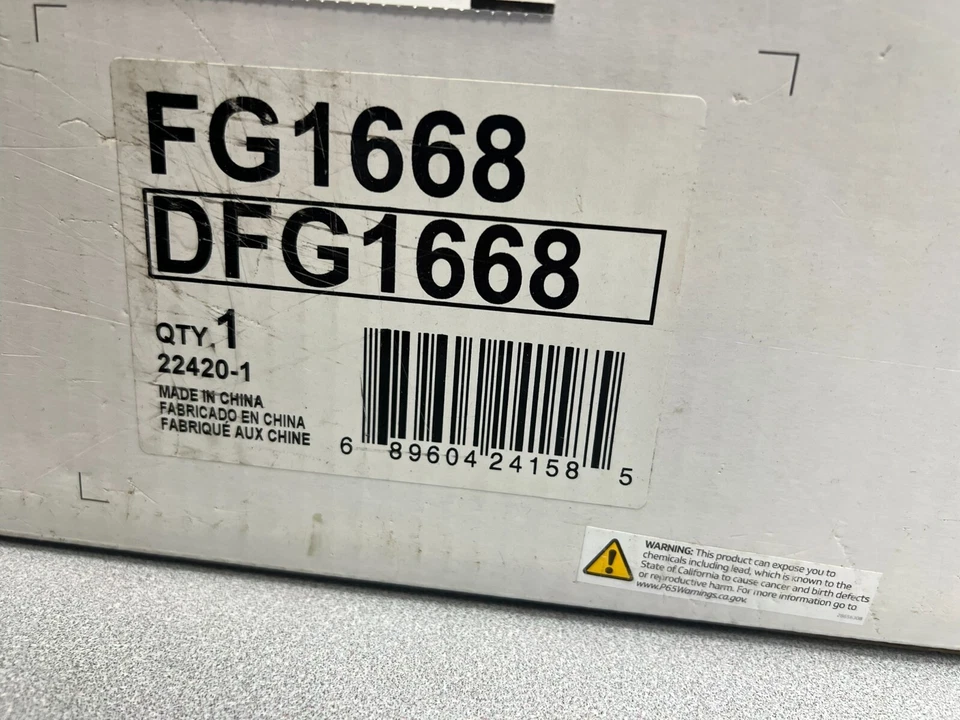 FG1668
DFG1668
QTY. 1
22420-1
MADE IN CHINA
FABRICADO EN CHINA
FABRIQUÉ AUX CHINE
6 89604 24158 5
WARNING: This product can expose you to
chemicals including lead, which is known to the
State of California to cause cancer and birth defects
or reproductive harm. For more information go to
www.P65Warnings.ca.gov.